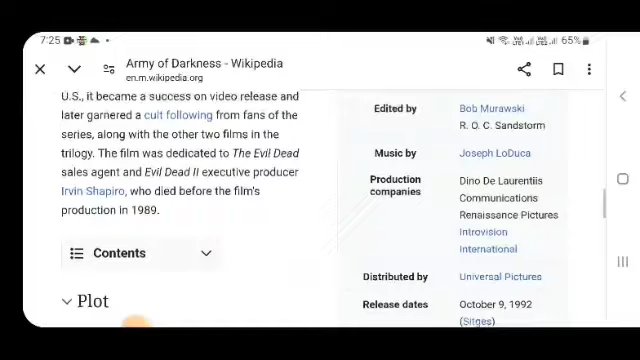 7:25
65%
Army of Darkness - Wikipedia
en.m.wikipedia.org
U.S., it became a success on video release and
later garnered a cult following from fans of the
series, along with the other two films in the
trilogy. The film was dedicated to The Evil Dead
sales agent and Evil Dead II executive producer
Irvin Shapiro, who died before the film's
production in 1989.
Contents
Plot
Edited by
Bob Murawski
R. O. C. Sandstorm
Music by
Joseph LoDuca
Production
companies
Dino De Laurentiis
Communications
Renaissance Pictures
Introvision
International
Distributed by
Universal Pictures
Release dates
October 9, 1992
(Sitges)